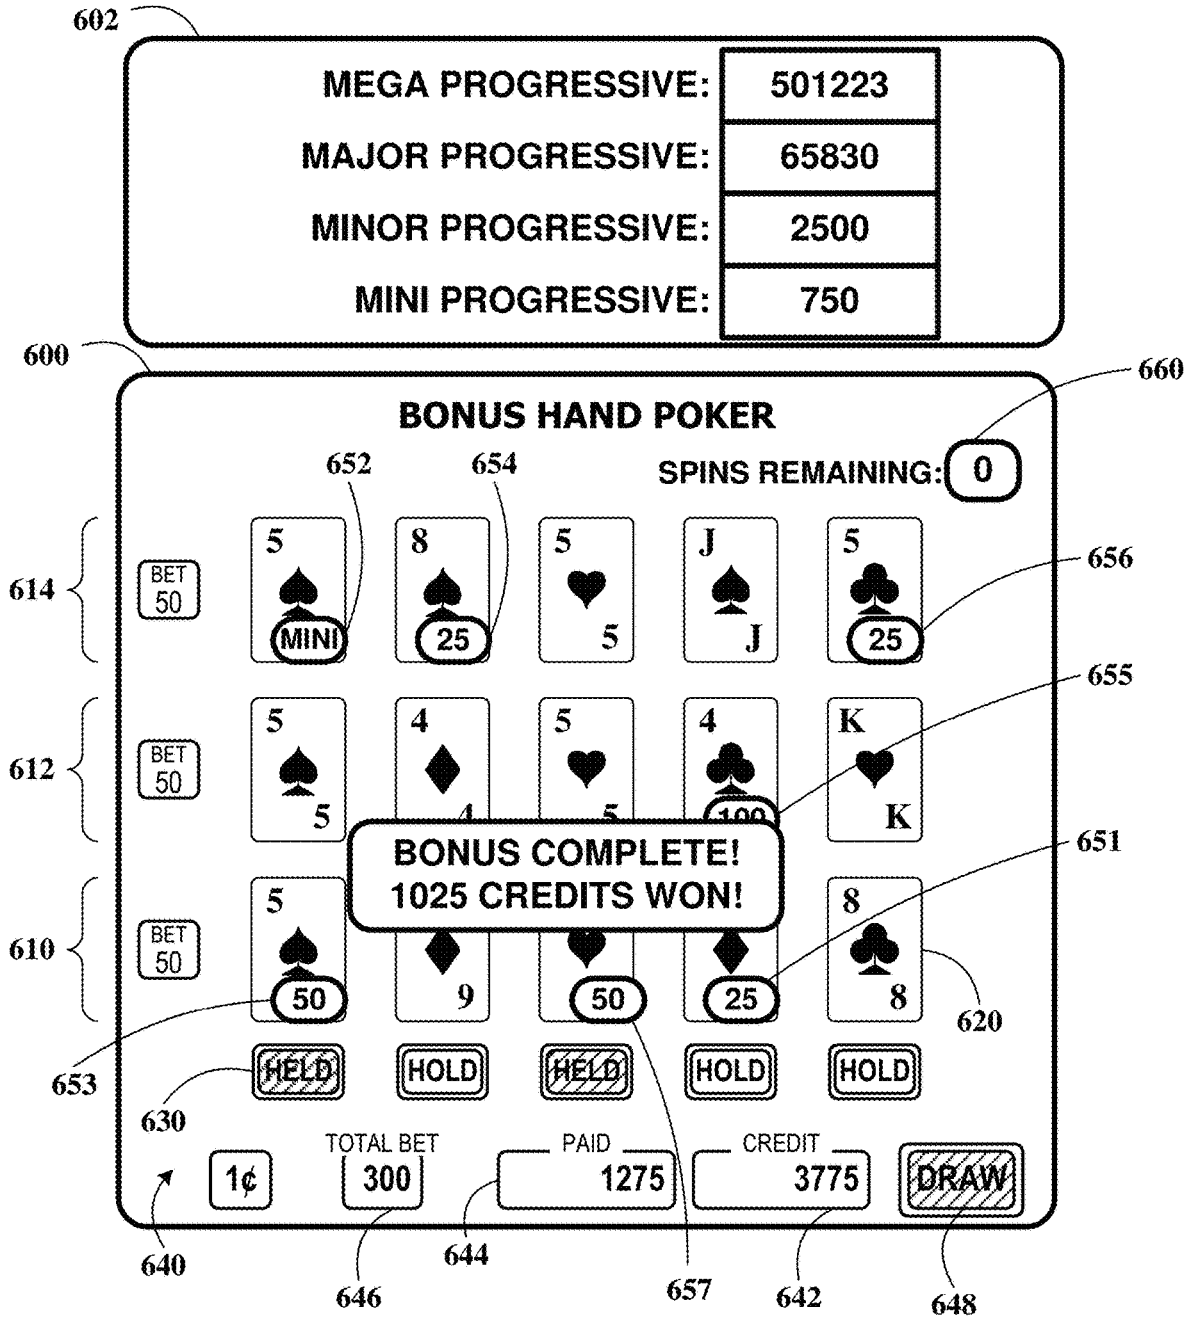 602
MEGA PROGRESSIVE: 501223
MAJOR PROGRESSIVE: 65830
MINOR PROGRESSIVE: 2500
MINI PROGRESSIVE: 750
600
660
BONUS HAND POKER
652 654
SPINS REMAINING: 0
614
BET
50
5 8 5 J 5
656
MINI 25 5 J 25
655
612
BET
50
5 4 5 4 K
5 4 5 100 K
BONUS COMPLETE!
1025 CREDITS WON!
651
610
BET
50
5 8
50 9 50 25 8
620
653
HELD HOLD HELD HOLD HOLD
630
TOTAL BET PAID CREDIT
1¢ 300 1275 3775 DRAW
640 646 644 657 642 648